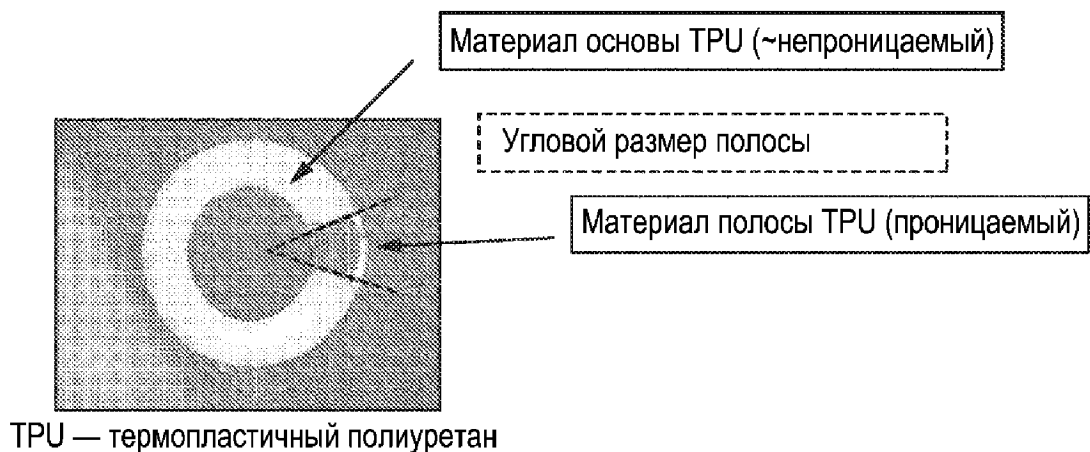 Материал основы TPU (~непроницаемый)
Угловой размер полосы
Материал полосы TPU (проницаемый)
TPU — термопластичный полиуретан